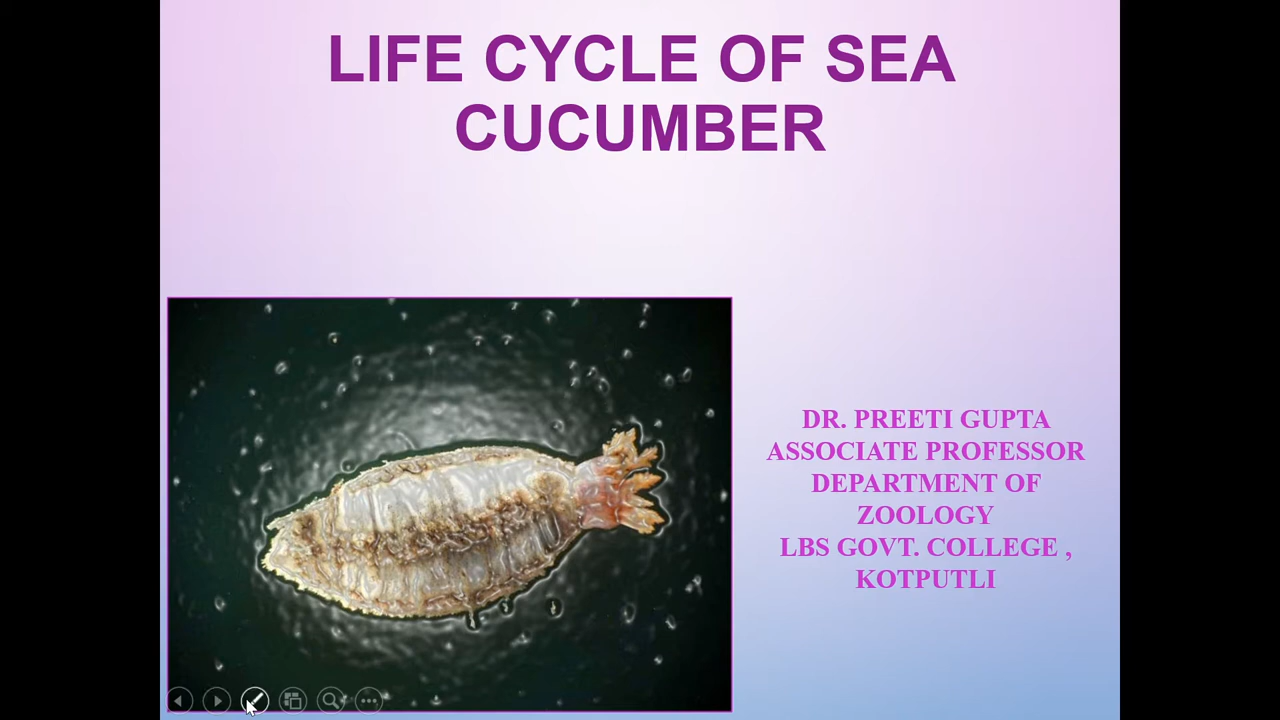 LIFE CYCLE OF SEA
CUCUMBER
DR. PREETI GUPTA
ASSOCIATE PROFESSOR
DEPARTMENT OF
ZOOLOGY
LBS GOVT. COLLEGE ,
KOTPUTLI